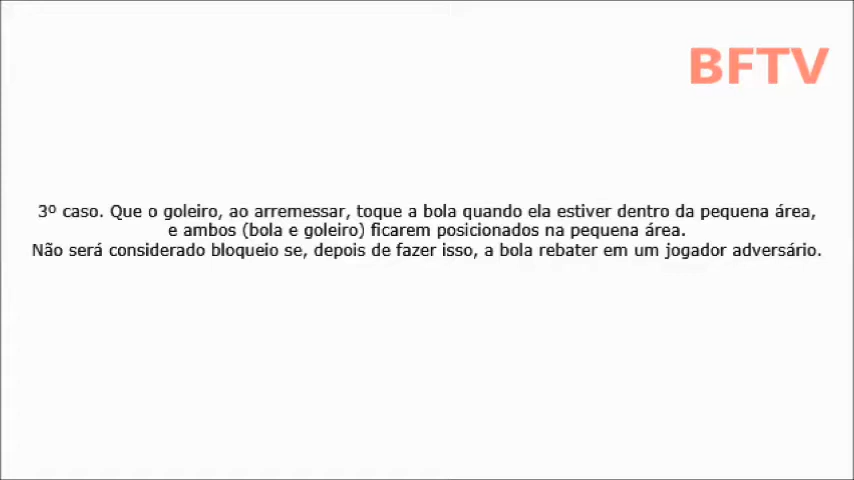 BFTV
3º caso. Que o goleiro, ao arremessar, toque a bola quando ela estiver dentro da pequena área,
e ambos (bola e goleiro) ficarem posicionados na pequena área.
Não será considerado bloqueio se, depois de fazer isso, a bola rebater em um jogador adversário.